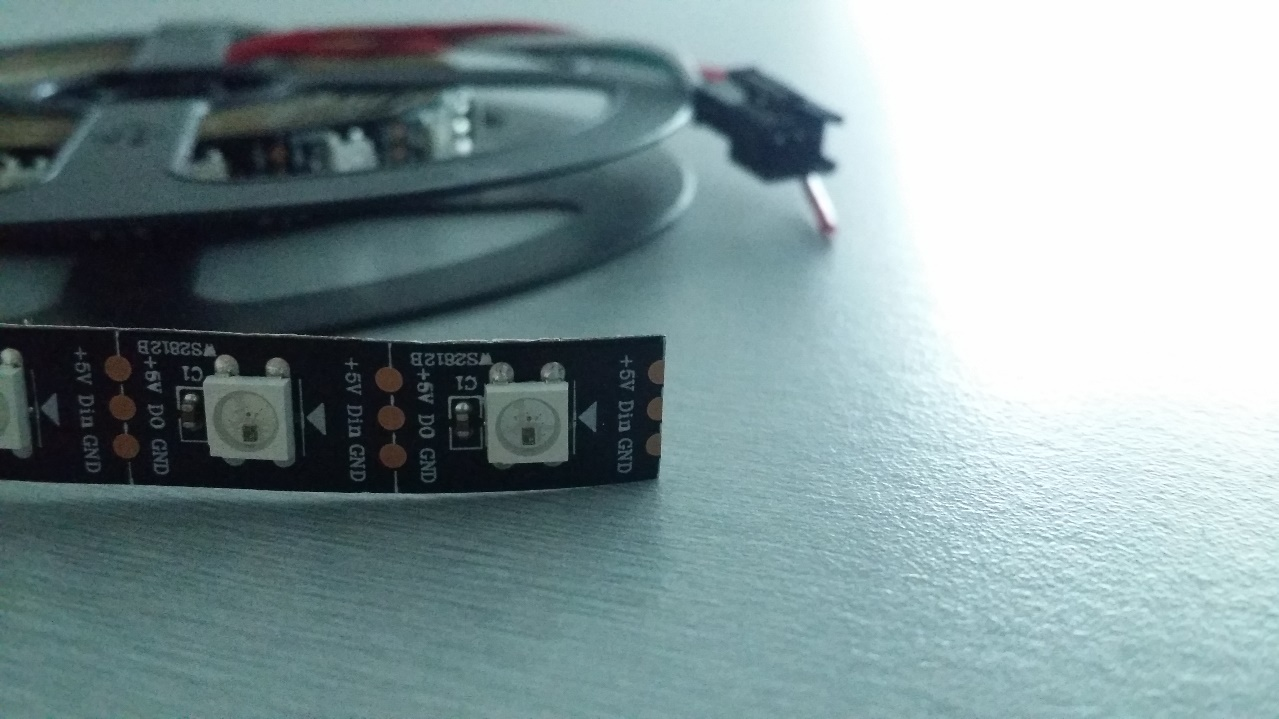 +5V Din GND
WS2812B
C1
+5V DO GND
+5V Din GND
WS2812B
C1
+5V DO GND
+5V Din GND